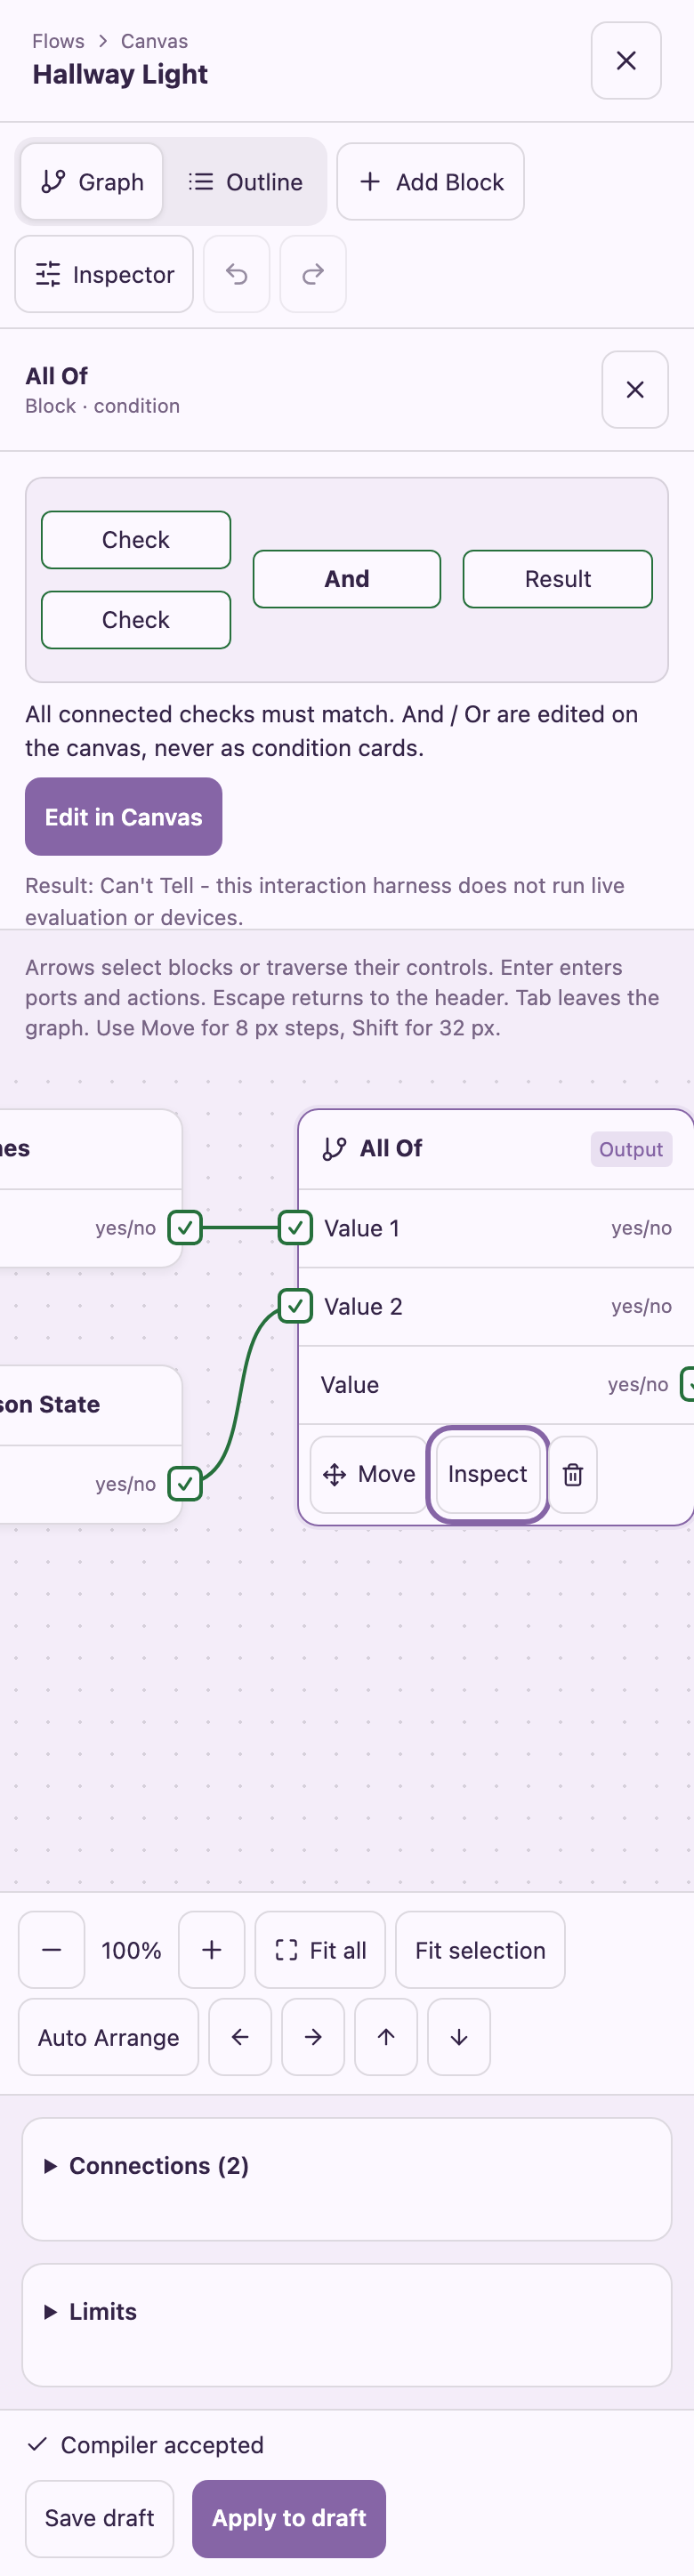 Flows > Canvas
Hallway Light
Graph
Outline
Add Block
Inspector
All Of
Block · condition
Check
Check
And
Result
All connected checks must match. And / Or are edited on
the canvas, never as condition cards.
Edit in Canvas
Result: Can't Tell - this interaction harness does not run live
evaluation or devices.
Arrows select blocks or traverse their controls. Enter enters
ports and actions. Escape returns to the header. Tab leaves the
graph. Use Move for 8 px steps, Shift for 32 px.
es
yes/no
son State
yes/no
All Of
Output
Value 1
yes/no
Value 2
yes/no
Value
yes/no
Move
Inspect
100%
Fit all
Fit selection
Auto Arrange
Connections (2)
Limits
Compiler accepted
Save draft
Apply to draft